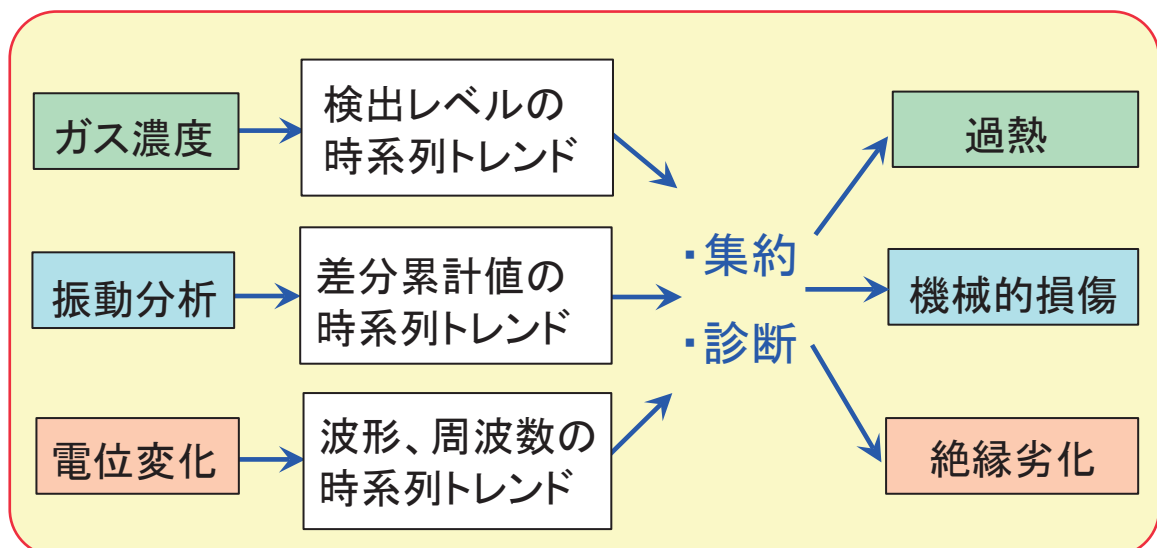 ガス濃度
検出レベルの
時系列トレンド
過熱
振動分析
差分累計値の
時系列トレンド
・集約
・診断
機械的損傷
電位変化
波形、周波数の
時系列トレンド
絶縁劣化